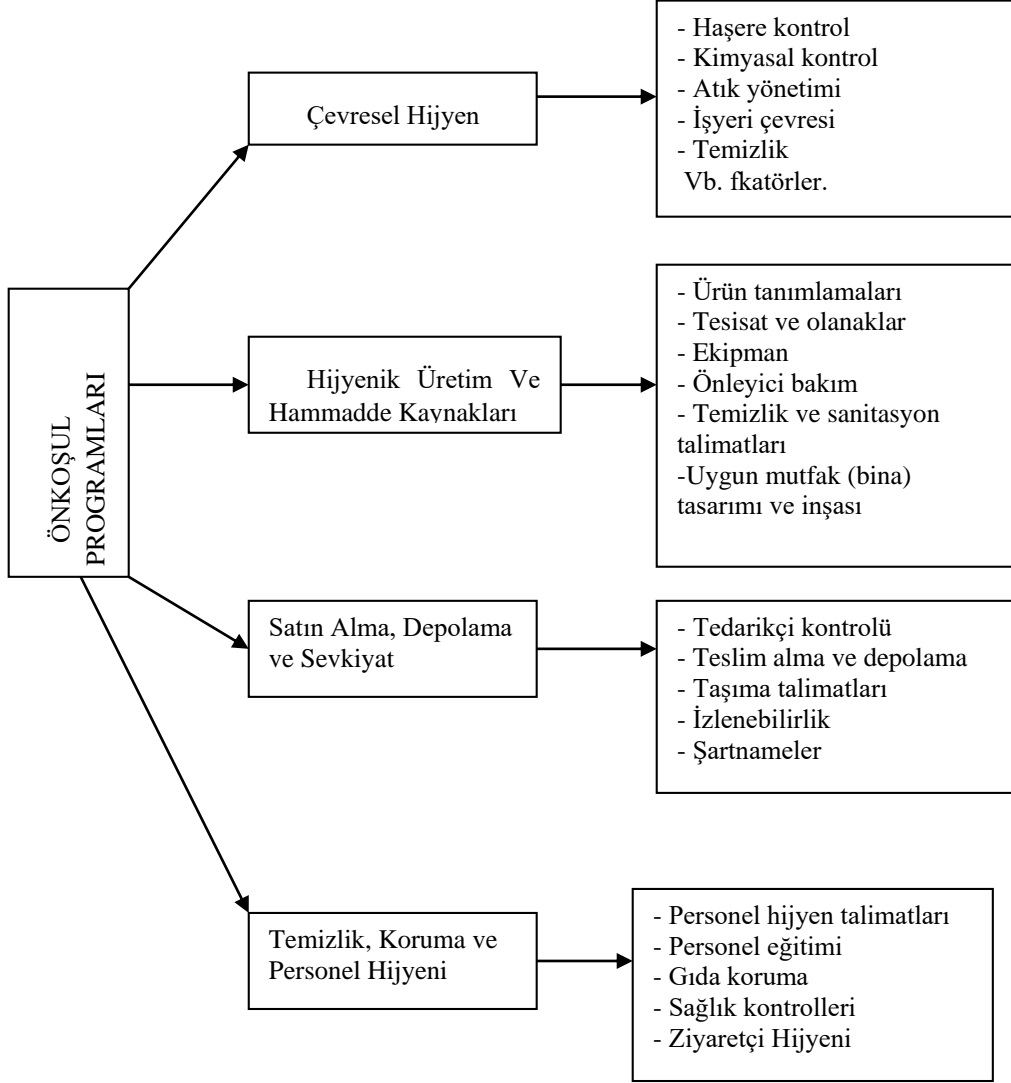 ÖNKOŞUL
PROGRAMLARI
Çevresel Hijyen
- Haşere kontrol
- Kimyasal kontrol
- Atık yönetimi
- İşyeri çevresi
- Temizlik
Vb. fkatörler.
Hijyenik Üretim Ve
Hammadde Kaynakları
- Ürün tanımlamaları
- Tesisat ve olanaklar
- Ekipman
- Önleyici bakım
- Temizlik ve sanitasyon
talimatları
-Uygun mutfak (bina)
tasarımı ve inşası
Satın Alma, Depolama
ve Sevkiyat
- Tedarikçi kontrolü
- Teslim alma ve depolama
- Taşıma talimatları
- İzlenebilirlik
- Şartnameler
Temizlik, Koruma ve
Personel Hijyeni
- Personel hijyen talimatları
- Personel eğitimi
- Gıda koruma
- Sağlık kontrolleri
- Ziyaretçi Hijyeni